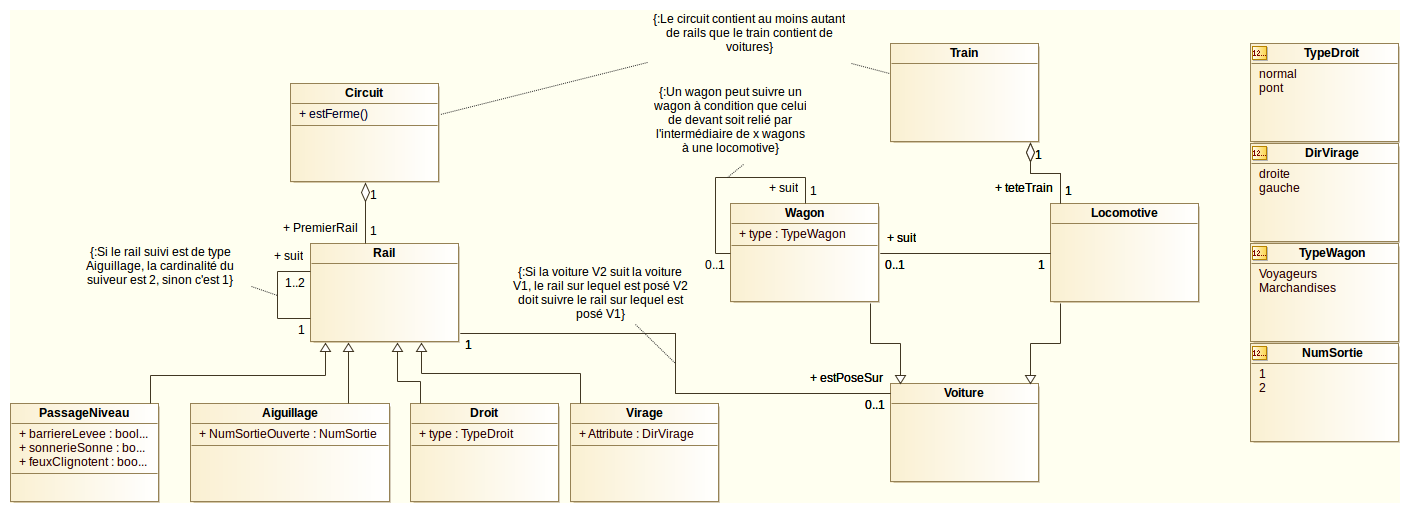 {:Le circuit contient au moins autant
de rails que le train contient de
voitures}
Train
12...
TypeDroit
normal
pont
Circuit
+ estFerme()
{:Un wagon peut suivre un
wagon à condition que celui
de devant soit relié par
l'intermédiaire de x wagons
à une locomotive}
1
12...
DirVirage
droite
gauche
1
+ suit
1
+ teteTrain
1
+ PremierRail
1
Wagon
+ type : TypeWagon
Locomotive
{:Si le rail suivi est de type
Aiguillage, la cardinalité du
suiveur est 2, sinon c'est 1}
+ suit
1..2
1
Rail
+ suit
0..1
0..1
1
12...
TypeWagon
Voyageurs
Marchandises
{:Si la voiture V2 suit la voiture
V1, le rail sur lequel est posé V2
doit suivre le rail sur lequel est
posé V1}
1
12...
NumSortie
1
2
+ estPoseSur
0..1
Voiture
PassageNiveau
+ barriereLevee : bool...
+ sonnerieSonne : bo...
+ feuxClignotent : boo...
Aiguillage
+ NumSortieOuverte : NumSortie
Droit
+ type : TypeDroit
Virage
+ Attribute : DirVirage